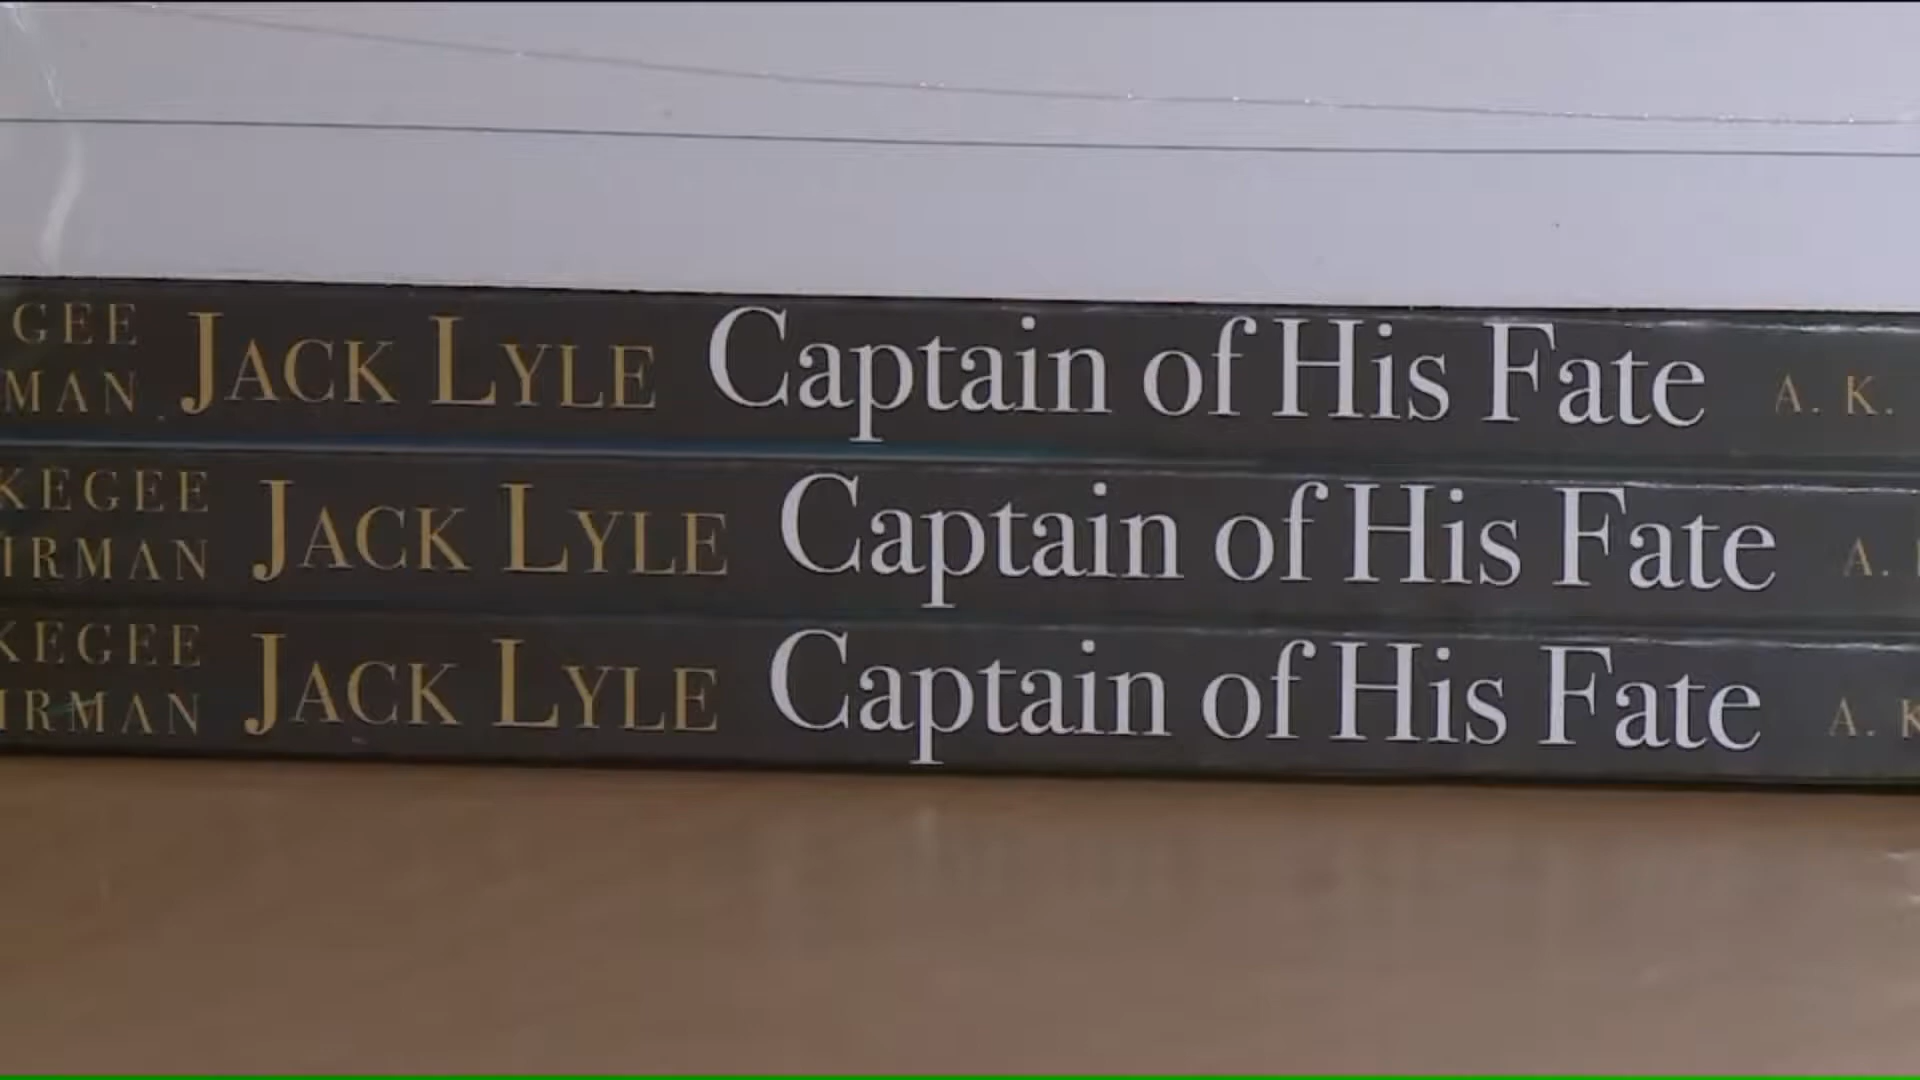 GEE
MAN JACK LYLE Captain of His Fate A. K.
KEGEE
IRMAN JACK LYLE Captain of His Fate A.
KEGEE
IRMAN JACK LYLE Captain of His Fate A. K